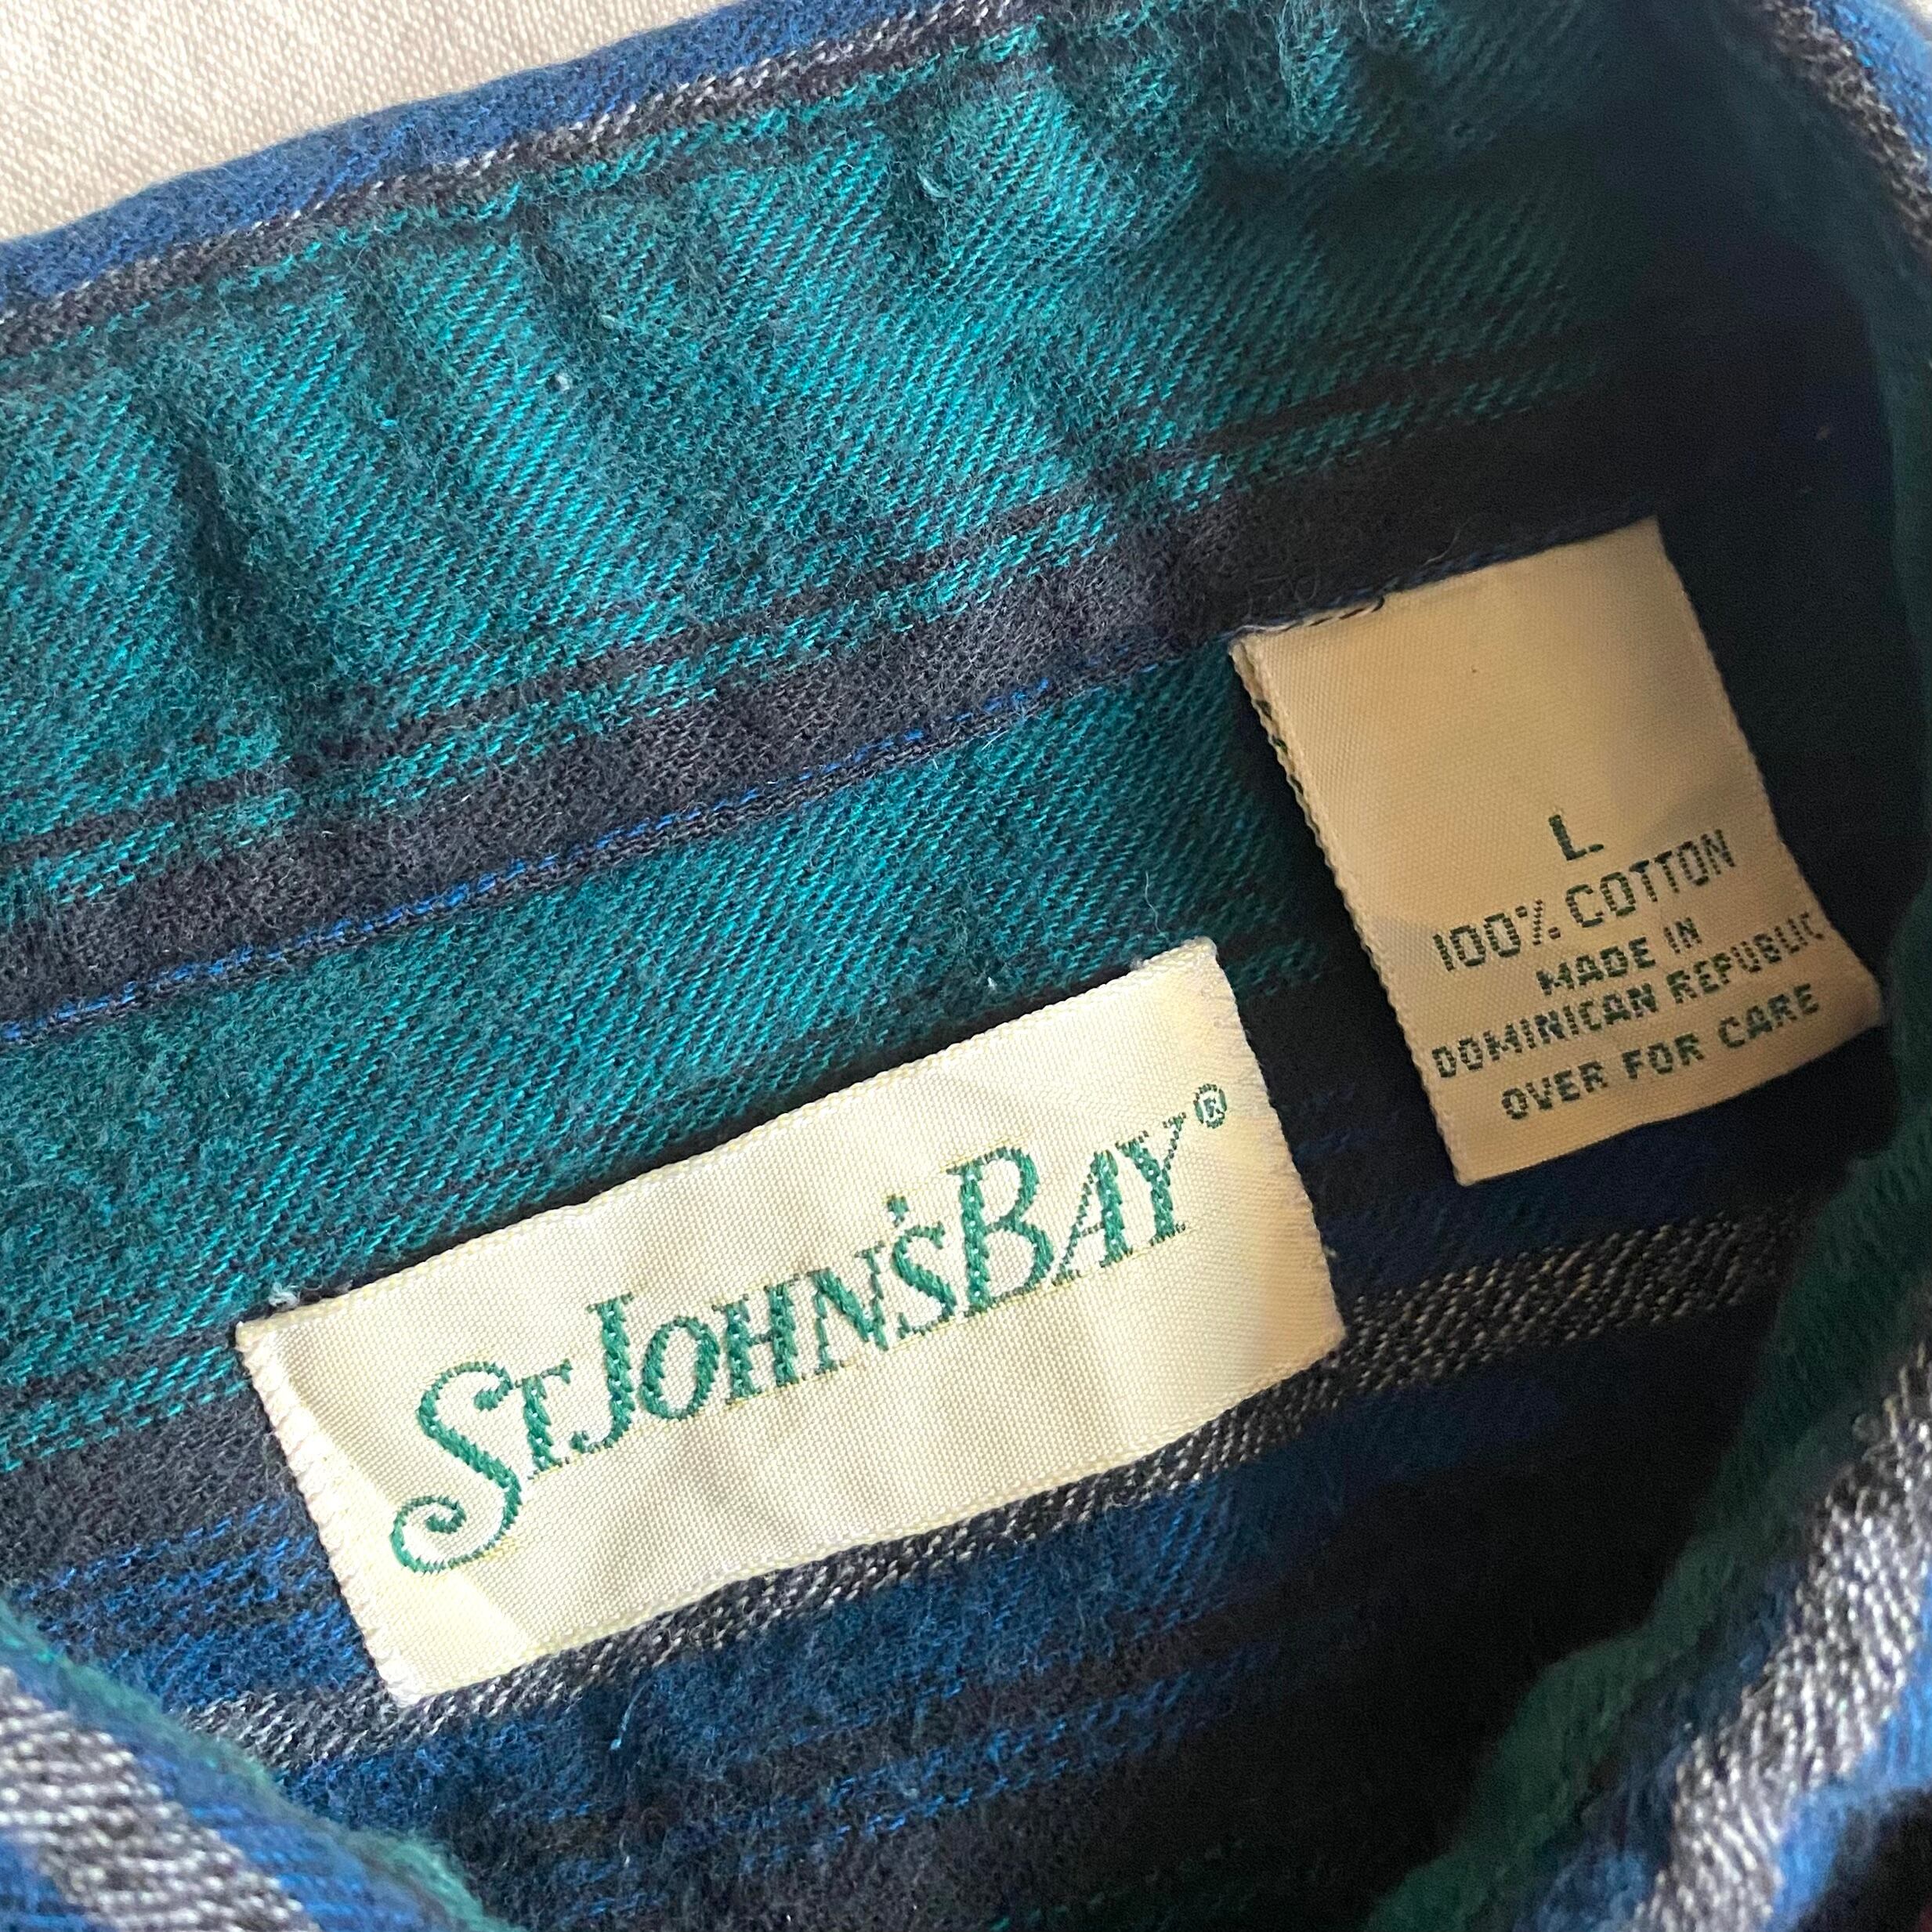 St. John's Bay®
L
100% COTTON
MADE IN
DOMINICAN REPUBLIC
OVER FOR CARE